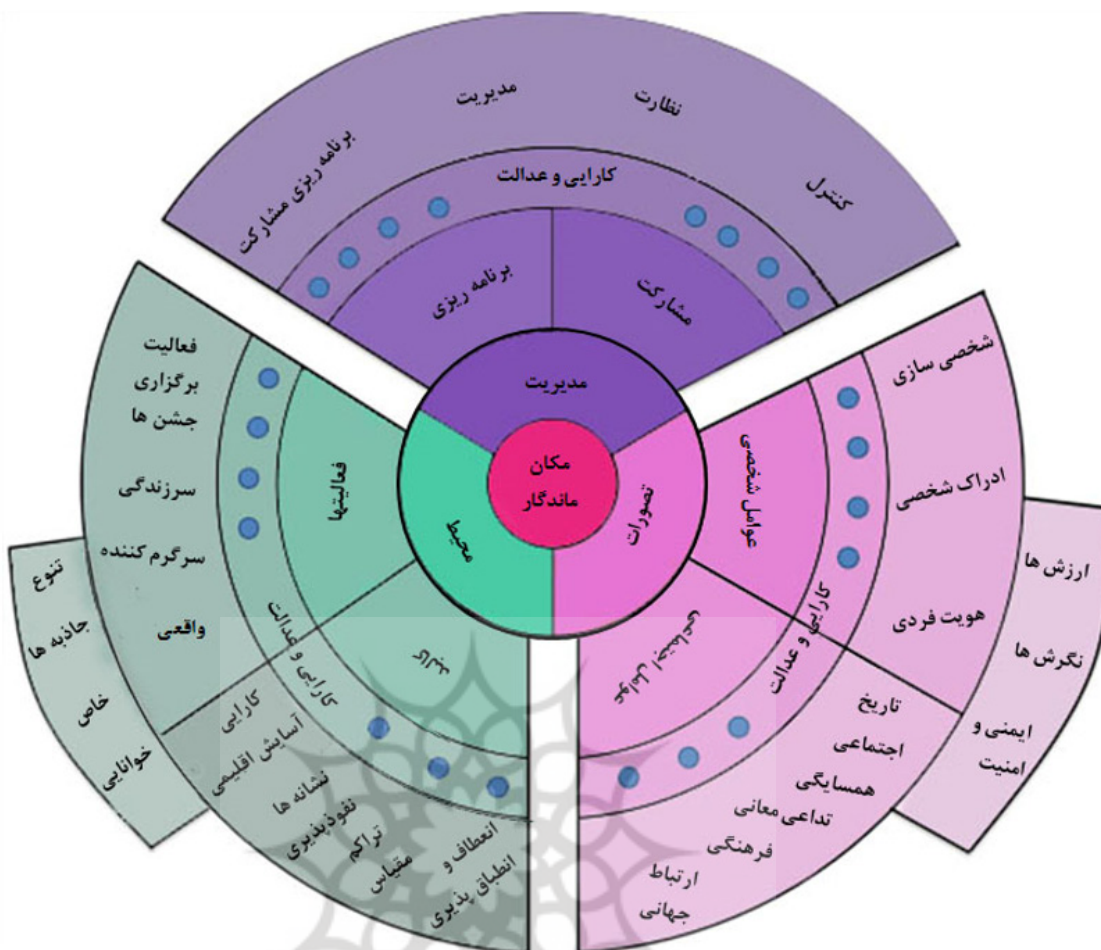 مدیریت
نظارت
کنترل
برنامه ریزی مشارکت
کارایی و عدالت
برنامه ریزی
مشارکت
مدیریت
مکان
ماندگار
تصورات
محیط
عوامل شخصی
عوامل اجتماعی
کارایی و عدالت
شخصی سازی
ادراک شخصی
هویت فردی
ارزش ها
نگرش ها
ایمنی و
امنیت
تاریخ
اجتماعی
همسایگی
تداعی معانی
فرهنگی
ارتباط
جهانی
فعالیتها
کالبد
کارایی و عدالت
فعالیت
برگزاری
جشن ها
سرزندگی
سرگرم کننده
واقعی
تنوع
جاذبه ها
خاص
خوانایی
کارایی
آسایش اقلیمی
نشانه ها
نفوذپذیری
تراکم
مقیاس
انعطاف و
انطباق پذیری